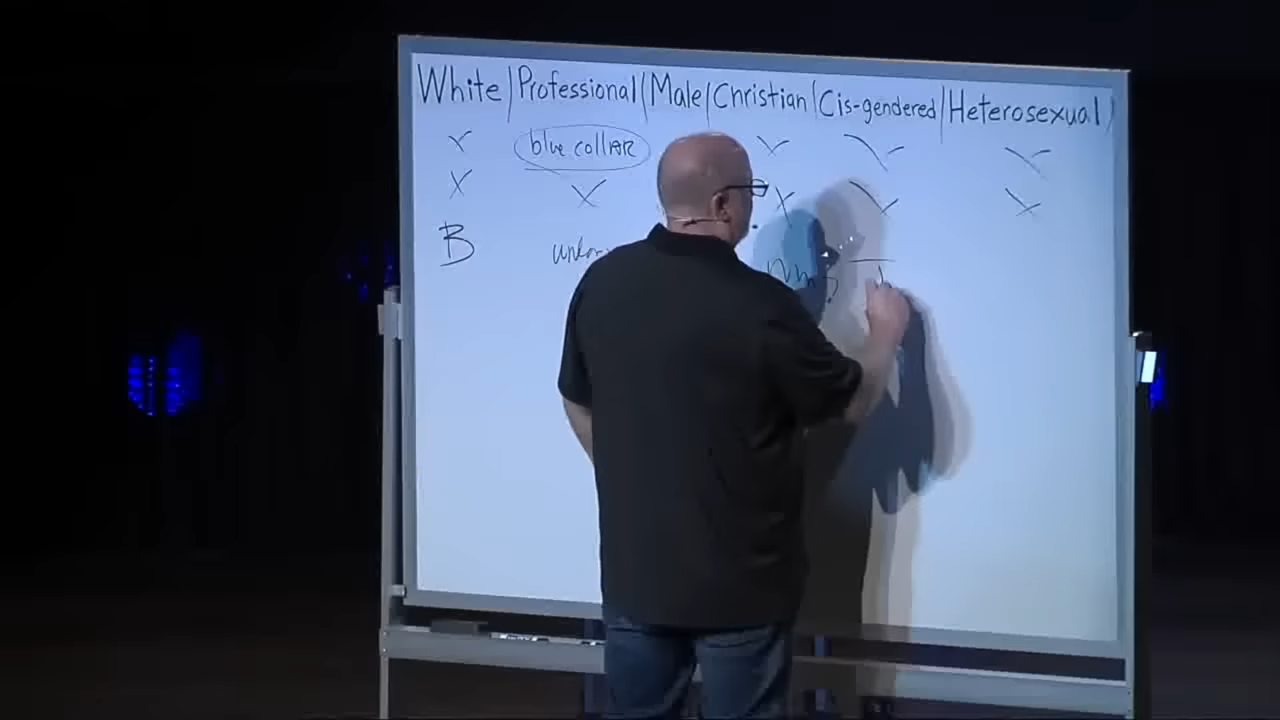 White | Professional | Male | Christian | Cis-gendered | Heterosexual |
X blue collar X X X
X X X X X
B